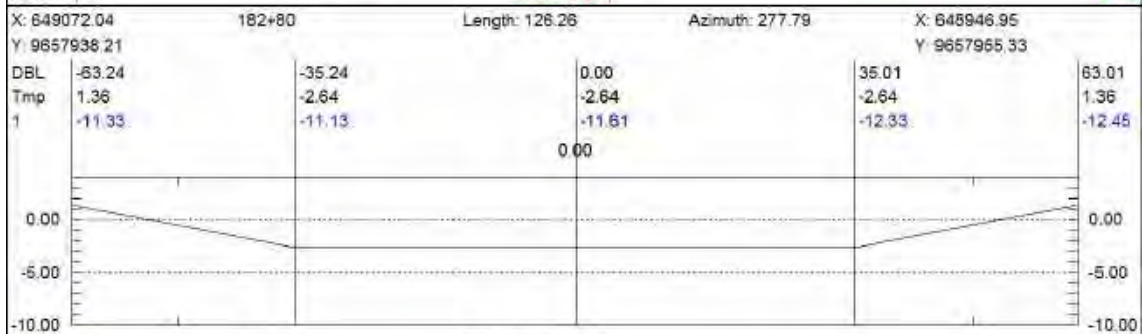 X: 649072.04 182+80 Length: 126.26 Azimuth: 277.79 X: 648946.95
Y: 9657938.21 Y: 9657955.33
DBL -63.24 -35.24 0.00 35.01 63.01
Tmp 1.36 -2.64 -2.64 -2.64 1.36
1 -11.33 -11.13 -11.61 -12.33 -12.45
0.00
0.00 0.00
-5.00 -5.00
-10.00 -10.00